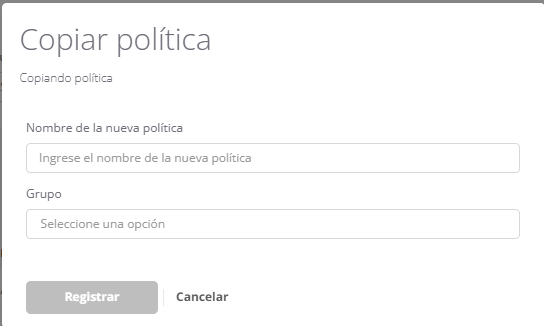 Copiar política
Copiando política
Nombre de la nueva política
Ingrese el nombre de la nueva política
Grupo
Seleccione una opción
Registrar
Cancelar